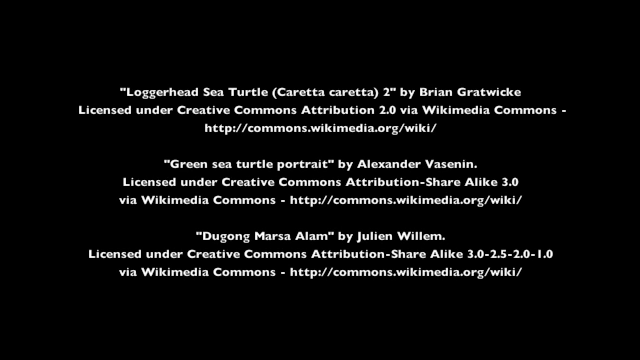 "Loggerhead Sea Turtle (Caretta caretta) 2" by Brian Gratwicke
Licensed under Creative Commons Attribution 2.0 via Wikimedia Commons -
http://commons.wikimedia.org/wiki/
"Green sea turtle portrait" by Alexander Vasenin.
Licensed under Creative Commons Attribution-Share Alike 3.0
via Wikimedia Commons - http://commons.wikimedia.org/wiki/
"Dugong Marsa Alam" by Julien Willem.
Licensed under Creative Commons Attribution-Share Alike 3.0-2.5-2.0-1.0
via Wikimedia Commons - http://commons.wikimedia.org/wiki/